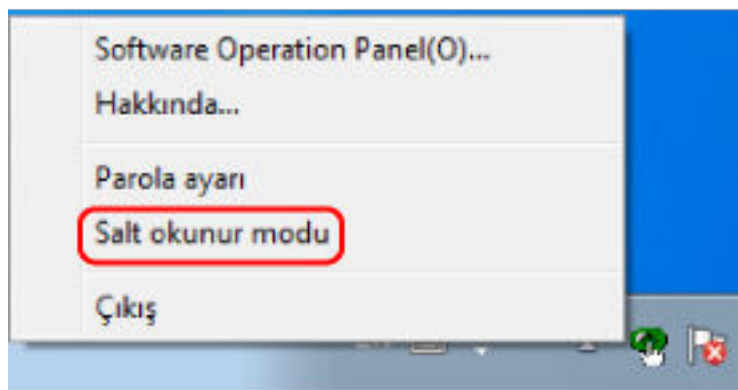 Software Operation Panel(O)...
Hakkında...
Parola ayarı
Salt okunur modu
Çıkış